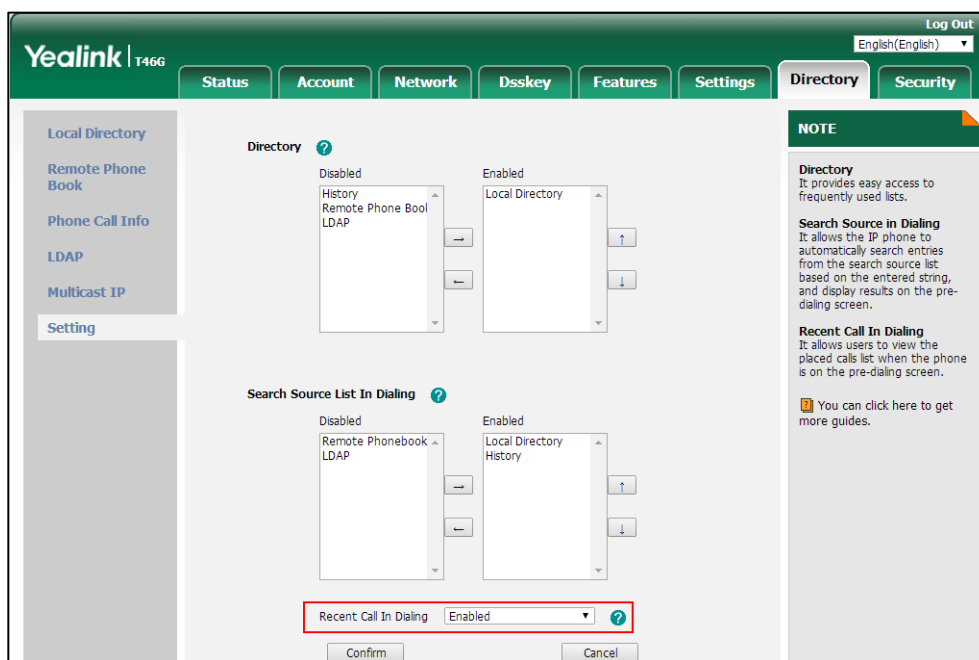 Log Out
English(English)
Yealink | T46G
Status
Account
Network
Dsskey
Features
Settings
Directory
Security
Local Directory
Remote Phone
Book
Phone Call Info
LDAP
Multicast IP
Setting
Directory ?
Disabled
Enabled
History
Remote Phone Bool
LDAP
Local Directory
→
←
↑
↓
Search Source List In Dialing ?
Disabled
Enabled
Remote Phonebook
LDAP
Local Directory
History
→
←
↑
↓
Recent Call In Dialing Enabled ?
Confirm
Cancel
NOTE
Directory
It provides easy access to
frequently used lists.
Search Source in Dialing
It allows the IP phone to
automatically search entries
from the search source list
based on the entered string,
and display results on the pre-
dialing screen.
Recent Call In Dialing
It allows users to view the
placed calls list when the phone
is on the pre-dialing screen.
? You can click here to get
more guides.